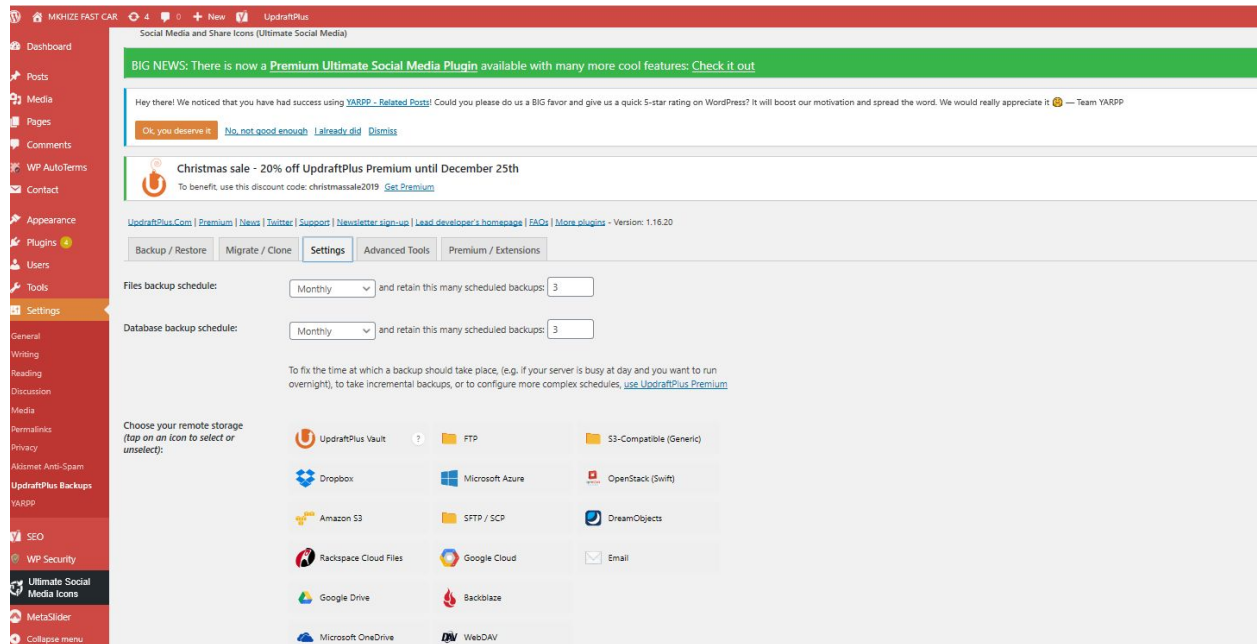 MKHIZE FAST CAR 4 0 + New UpdraftPlus
Social Media and Share Icons (Ultimate Social Media)
BIG NEWS: There is now a Premium Ultimate Social Media Plugin available with many more cool features: Check it out
Hey there! We noticed that you have had success using YARPP - Related Posts! Could you please do us a BIG favor and give us a quick 5-star rating on WordPress? It will boost our motivation and spread the word. We would really appreciate it — Team YARPP
Ok, you deserve it No, not good enough I already did Dismiss
Christmas sale - 20% off UpdraftPlus Premium until December 25th
To benefit, use this discount code: christmassale2019 Get Premium
UpdraftPlus.Com | Premium | News | Twitter | Support | Newsletter sign-up | Lead developer's homepage | FAQs | More plugins - Version: 1.16.20
Backup / Restore Migrate / Clone Settings Advanced Tools Premium / Extensions
Files backup schedule: Monthly and retain this many scheduled backups: 3
Database backup schedule: Monthly and retain this many scheduled backups: 3
To fix the time at which a backup should take place, (e.g. if your server is busy at day and you want to run
overnight), to take incremental backups, or to configure more complex schedules, use UpdraftPlus Premium
Choose your remote storage
(tap on an icon to select or
unselect):
UpdraftPlus Vault ? FTP S3-Compatible (Generic)
Dropbox Microsoft Azure OpenStack (Swift)
Amazon S3 SFTP / SCP DreamObjects
Rackspace Cloud Files Google Cloud Email
Google Drive Backblaze
Microsoft OneDrive WebDAV
Dashboard
Posts
Media
Pages
Comments
WP AutoTerms
Contact
Appearance
Plugins 4
Users
Tools
Settings
General
Writing
Reading
Discussion
Media
Permalinks
Privacy
Akismet Anti-Spam
UpdraftPlus Backups
YARPP
SEO
WP Security
Ultimate Social
Media Icons
MetaSlider
Collapse menu